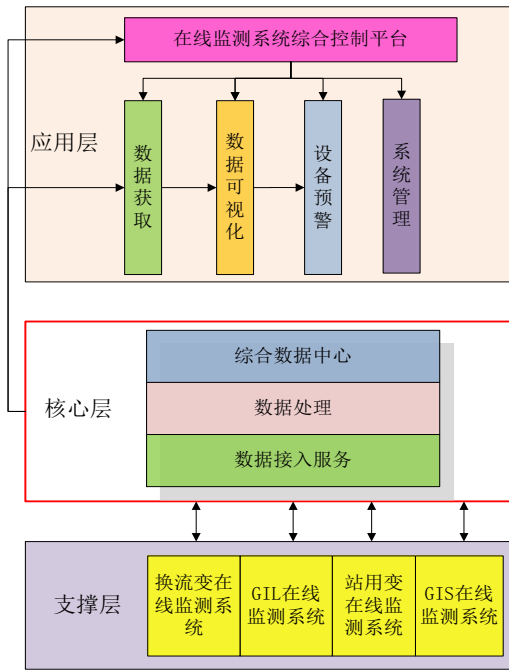 在线监测系统综合控制平台
应用层
数据获取
数据可视化
设备预警
系统管理
核心层
综合数据中心
数据处理
数据接入服务
支撑层
换流变在
线监测系
统
GIL在线
监测系统
站用变
在线监
测系统
GIS在线
监测系统